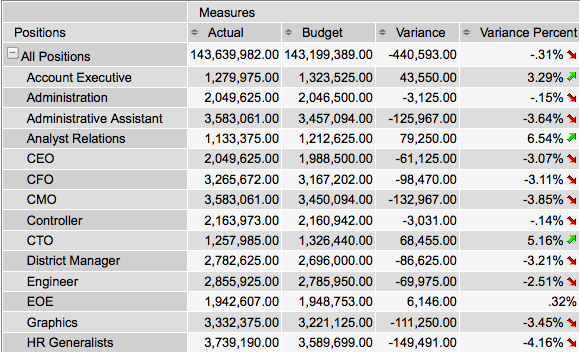 Measures
Positions Actual Budget Variance Variance Percent
All Positions 143,639,982.00 143,199,389.00 -440,593.00 -.31%
Account Executive 1,279,975.00 1,323,525.00 43,550.00 3.29%
Administration 2,049,625.00 2,046,500.00 -3,125.00 -.15%
Administrative Assistant 3,583,061.00 3,457,094.00 -125,967.00 -3.64%
Analyst Relations 1,133,375.00 1,212,625.00 79,250.00 6.54%
CEO 2,049,625.00 1,988,500.00 -61,125.00 -3.07%
CFO 3,265,672.00 3,167,202.00 -98,470.00 -3.11%
CMO 3,583,061.00 3,450,094.00 -132,967.00 -3.85%
Controller 2,163,973.00 2,160,942.00 -3,031.00 -.14%
CTO 1,257,985.00 1,326,440.00 68,455.00 5.16%
District Manager 2,782,625.00 2,696,000.00 -86,625.00 -3.21%
Engineer 2,855,925.00 2,785,950.00 -69,975.00 -2.51%
EOE 1,942,607.00 1,948,753.00 6,146.00 .32%
Graphics 3,332,375.00 3,221,125.00 -111,250.00 -3.45%
HR Generalists 3,739,190.00 3,589,699.00 -149,491.00 -4.16%